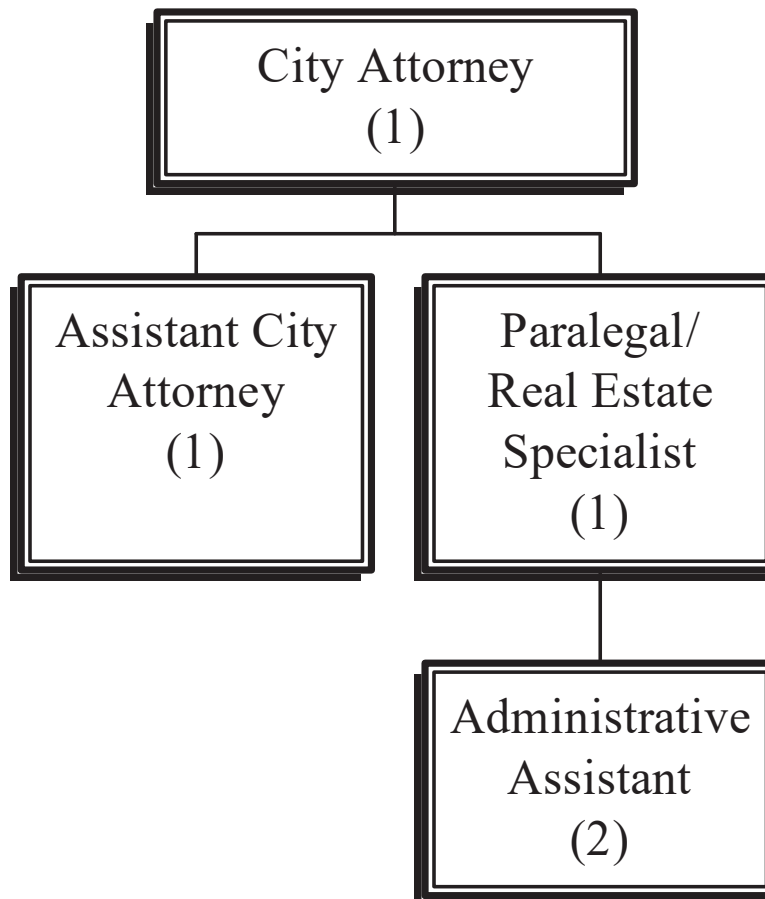 City Attorney
(1)
Assistant City
Attorney
(1)
Paralegal/
Real Estate
Specialist
(1)
Administrative
Assistant
(2)